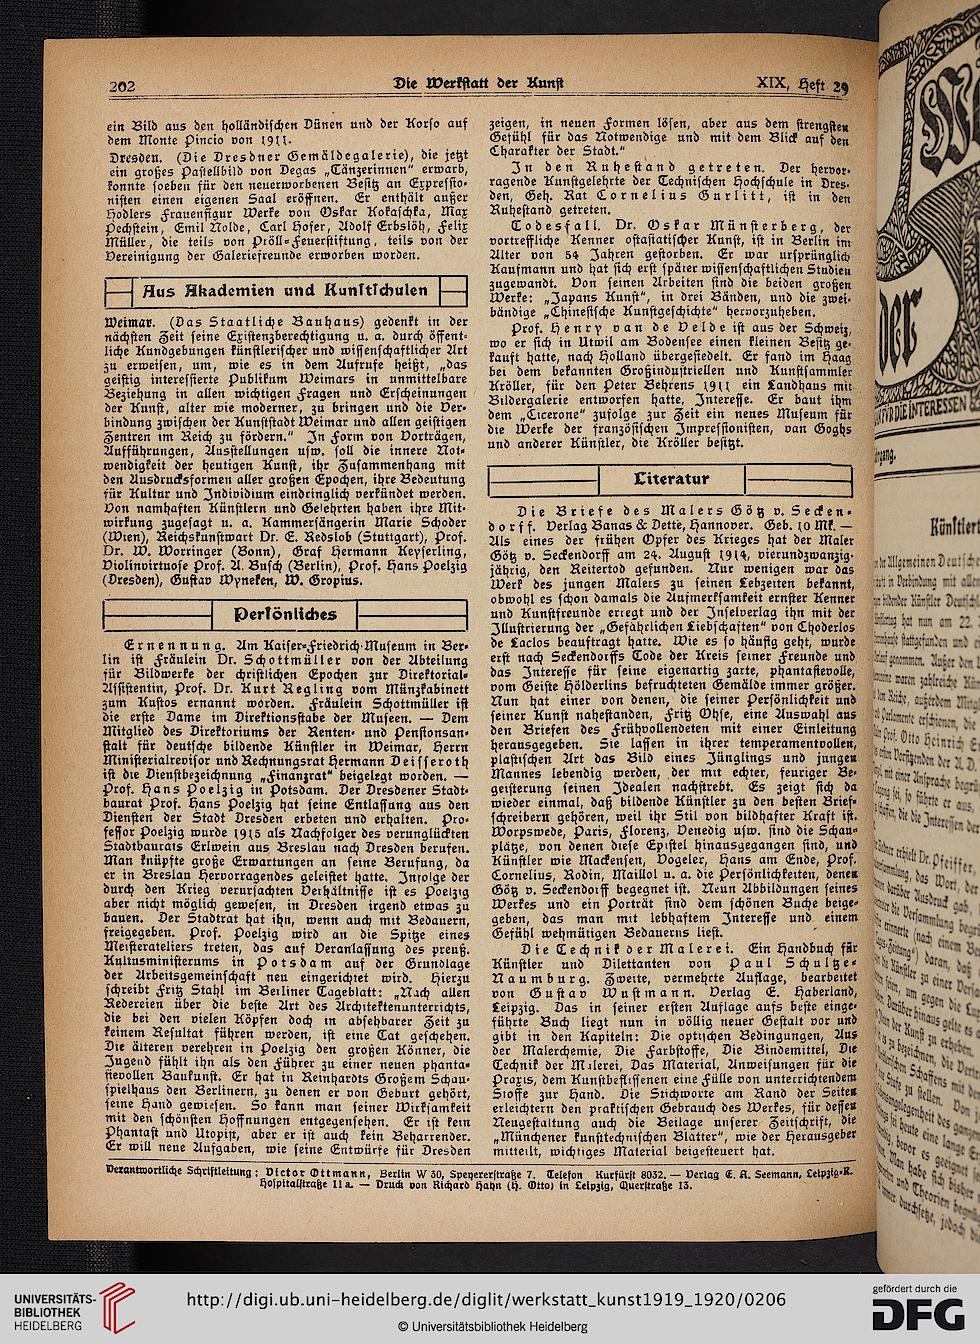 202
Die Werkstatt der Kunst
XIX, Heft 29
ein Bild aus den holländischen Dünen und der Korso auf
dem Monte Pincio von 1911.
Dresden. (Die Dresdner Gemäldegalerie), die jetzt
ein großes Pastellbild von Degas „Tänzerinnen“ erwarb,
konnte soeben für den neuerworbenen Besitz an Expressio-
nisten einen eigenen Saal eröffnen. Er enthält außer
Hodlers Frauenfigur Werke von Oskar Kokaschka, Max
Pechstein, Emil Nolde, Carl Hofer, Adolf Erbslöh, Felix
Müller, die teils von Pröll-Feuerstiftung, teils von der
Vereinigung der Galeriefreunde erworben worden.
Aus Akademien und Kunstschulen
Weimar. (Das Staatliche Bauhaus) gedenkt in der
nächsten Zeit seine Existenzberechtigung u. a. durch öffent-
liche Kundgebungen künstlerischer und wissenschaftlicher Art
zu erweisen, um, wie es in dem Aufrufe heißt, „das
geistig interessierte Publikum Weimars in unmittelbare
Beziehung in allen wichtigen Fragen und Erscheinungen
der Kunst, alter wie moderner, zu bringen und die Ver-
bindung zwischen der Kunststadt Weimar und allen geistigen
Zentren im Reich zu fördern.“ In Form von Vorträgen,
Aufführungen, Ausstellungen usw. soll die innere Not-
wendigkeit der heutigen Kunst, ihr Zusammenhang mit
den Ausdrucksformen aller großen Epochen, ihre Bedeutung
für Kultur und Individium eindringlich verkündet werden.
Von namhaften Künstlern und Gelehrten haben ihre Mit-
wirkung zugesagt u. a. Kammersängerin Marie Schoder
(Wien), Reichskunstwart Dr. E. Redslob (Stuttgart), Prof.
Dr. W. Worringer (Bonn), Graf Hermann Keyserling,
Violinvirtuose Prof. A. Busch (Berlin), Prof. Hans Poelzig
(Dresden), Gustav Wyneken, W. Gropius.
Persönliches
Ernennung. Am Kaiser-Friedrich-Museum in Ber-
lin ist Fräulein Dr. Schottmüller von der Abteilung
für Bildwerke der christlichen Epochen zur Direktorial-
Assistentin, Prof. Dr. Kurt Regling vom Münzkabinett
zum Kustos ernannt worden. Fräulein Schottmüller ist
die erste Dame im Direktionsstabe der Museen. — Dem
Mitglied des Direktoriums der Renten- und Pensionsan-
stalt für deutsche bildende Künstler in Weimar, Herrn
Ministerialrevisor und Rechnungsrat Hermann Deisseroth
ist die Dienstbezeichnung „Finanzrat“ beigelegt worden. —
Prof. Hans Poelzig in Potsdam. Der Dresdener Stadt-
baurat Prof. Hans Poelzig hat seine Entlassung aus den
Diensten der Stadt Dresden erbeten und erhalten. Pro-
fessor Poelzig wurde 1915 als Nachfolger des verunglückten
Stadtbaurats Erlwein aus Breslau nach Dresden berufen.
Man knüpfte große Erwartungen an seine Berufung, da
er in Breslau Hervorragendes geleistet hatte. Infolge der
durch den Krieg verursachten Verhältnisse ist es Poelzig
aber nicht möglich gewesen, in Dresden irgend etwas zu
bauen. Der Stadtrat hat ihn, wenn auch mit Bedauern,
freigegeben. Prof. Poelzig wird an die Spitze eines
Meisterateliers treten, das auf Veranlassung des preuß.
Kultusministeriums in Potsdam auf der Grundlage
der Arbeitsgemeinschaft neu eingerichtet wird. Hierzu
schreibt Fritz Stahl im Berliner Tageblatt: „Nach allen
Redereien über die beste Art des Architektenunterrichts,
die bei den vielen Köpfen doch in absehbarer Zeit zu
keinem Resultat führen werden, ist eine Tat geschehen.
Die älteren verehren in Poelzig den großen Könner, die
Jugend fühlt ihn als den Führer zu einer neuen phanta-
sievollen Baukunst. Er hat in Reinhardts Großem Schau-
spielhaus den Berlinern, zu denen er von Geburt gehört,
seine Hand gewiesen. So kann man seiner Wirksamkeit
mit den schönsten Hoffnungen entgegensehen. Er ist kein
Phantast und Utopist, aber er ist auch kein Beharrender.
Er will neue Aufgaben, wie seine Entwürfe für Dresden
zeigen, in neuen Formen lösen, aber aus dem strengsten
Gefühl für das Notwendige und mit dem Blick auf den
Charakter der Stadt.“
In den Ruhestand getreten. Der hervor-
ragende Kunstgelehrte der Technischen Hochschule in Dres-
den, Geh. Rat Cornelius Gurlitt, ist in den
Ruhestand getreten.
Todesfall. Dr. Oskar Münsterberg, der
vortreffliche Kenner ostasiatischer Kunst, ist in Berlin im
Alter von 54 Jahren gestorben. Er war ursprünglich
Kaufmann und hat sich erst später wissenschaftlichen Studien
zugewandt. Von seinen Arbeiten sind die beiden großen
Werke: „Japans Kunst“, in drei Bänden, und die zwei-
bändige „Chinesische Kunstgeschichte“ hervorzuheben.
Prof. Henry van de Velde ist aus der Schweiz,
wo er sich in Utwil am Bodensee einen kleinen Besitz ge-
kauft hatte, nach Holland übergesiedelt. Er fand im Haag
bei dem bekannten Großindustriellen und Kunstsammler
Kröller, für den Peter Behrens 1911 ein Landhaus mit
Bildergalerie entworfen hatte, Interesse. Er baut ihm
dem „Cicerone“ zufolge zur Zeit ein neues Museum für
die Werke der französischen Impressionisten, van Goghs
und anderer Künstler, die Kröller besitzt.
Literatur
Die Briefe des Malers Götz v. Secken-
dorff. Verlag Banas & Dette, Hannover. Geb. 10 Mk. —
Als eines der frühen Opfer des Krieges hat der Maler
Götz v. Seckendorff am 24. August 1914, vierundzwanzig-
jährig, den Reitertod gefunden. Nur wenigen war das
Werk des jungen Malers zu seinen Lebzeiten bekannt,
obwohl es schon damals die Aufmerksamkeit ernster Kenner
und Kunstfreunde erregt und der Inselverlag ihn mit der
Illustrierung der „Gefährlichen Liebschaften“ von Choderlos
de Laclos beauftragt hatte. Wie es so häufig geht, wurde
erst nach Seckendorffs Tode der Kreis seiner Freunde und
das Interesse für seine eigenartig zarte, phantasievolle,
vom Geiste Hölderlins befruchteten Gemälde immer größer.
Nun hat einer von denen, die seiner Persönlichkeit und
seiner Kunst nahestanden, Fritz Ohse, eine Auswahl aus
den Briefen des Frühvollendeten mit einer Einleitung
herausgegeben. Sie lassen in ihrer temperamentvollen,
plastischen Art das Bild eines Jünglings und jungen
Mannes lebendig werden, der mit echter, feuriger Be-
geisterung seinen Idealen nachstrebt. Es zeigt sich da
wieder einmal, daß bildende Künstler zu den besten Brief-
schreibern gehören, weil ihr Stil von bildhafter Kraft ist.
Worpswede, Paris, Florenz, Venedig usw. sind die Schau-
plätze, von denen diese Epistel hinausgegangen sind, und
Künstler wie Mackensen, Vogeler, Hans am Ende, Prof.
Cornelius, Rodin, Maillol u. a. die Persönlichkeiten, denen
Götz v. Seckendorff begegnet ist. Neun Abbildungen seines
Werkes und ein Porträt sind dem schönen Buche beige-
geben, das man mit lebhaftem Interesse und einem
Gefühl wehmütigen Bedauerns liest.
Die Technik der Malerei. Ein Handbuch für
Künstler und Dilettanten von Paul Schultze-
Naumburg. Zweite, vermehrte Auflage, bearbeitet
von Gustav Wustmann. Verlag E. Haberland,
Leipzig. Das in seiner ersten Auflage aufs beste einge-
führte Buch liegt nun in völlig neuer Gestalt vor und
gibt in den Kapiteln: Die optischen Bedingungen, Aus
der Malerchemie, Die Farbstoffe, Die Bindemittel, Die
Technik der Malerei, Das Material, Anweisungen für die
Praxis, dem Kunstbeflissenen eine Fülle von unterrichtendem
Stoffe zur Hand. Die Stichworte am Rand der Seiten
erleichtern den praktischen Gebrauch des Werkes, für dessen
Neugestaltung auch die Beilage unserer Zeitschrift, die
„Münchener kunsttechnischen Blätter“, wie der Herausgeber
mitteilt, wichtiges Material beigesteuert hat.
Verantwortliche Schriftleitung: Victor Ottmann, Berlin W 30, Speyererstraße 7. Telefon Kurfürst 8032. — Verlag E. A. Seemann, Leipzig-R.
Hospitalstraße 11a. — Druck von Richard Hahn (H. Otto) in Leipzig, Querstraße 13.
FÜR DIE INTERESSEN
UNIVERSITÄTS-
BIBLIOTHEK
HEIDELBERG
http://digi.ub.uni-heidelberg.de/diglit/werkstatt_kunst1919_1920/0206
© Universitätsbibliothek Heidelberg
gefördert durch die
DFG